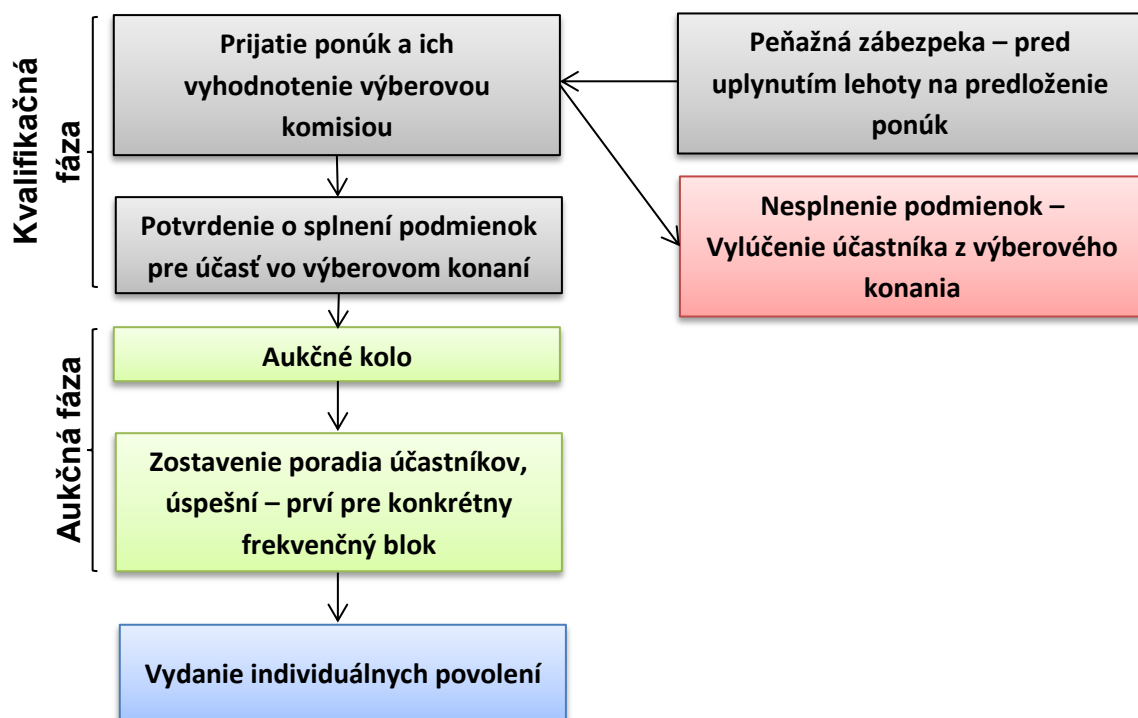 Kvalifikačná
fáza
Prijatie ponúk a ich
vyhodnotenie výberovou
komisiou
Peňažná zábezpeka – pred
uplynutím lehoty na predloženie
ponúk
Potvrdenie o splnení podmienok
pre účasť vo výberovom konaní
Nesplnenie podmienok –
Vylúčenie účastníka z výberového
konania
Aukčná fáza
Aukčné kolo
Zostavenie poradia účastníkov,
úspešní – prví pre konkrétny
frekvenčný blok
Vydanie individuálnych povolení